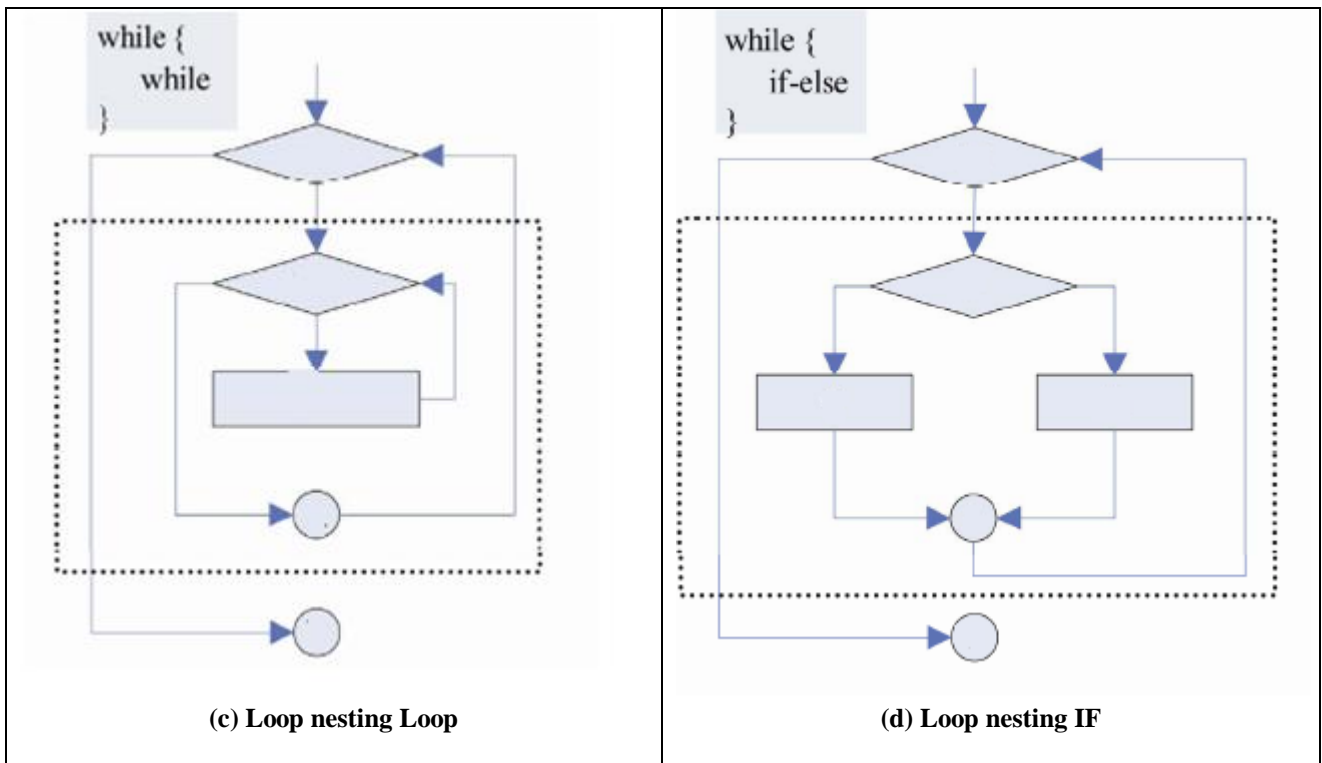 while {
while
}
(c) Loop nesting Loop
while {
if-else
}
(d) Loop nesting IF